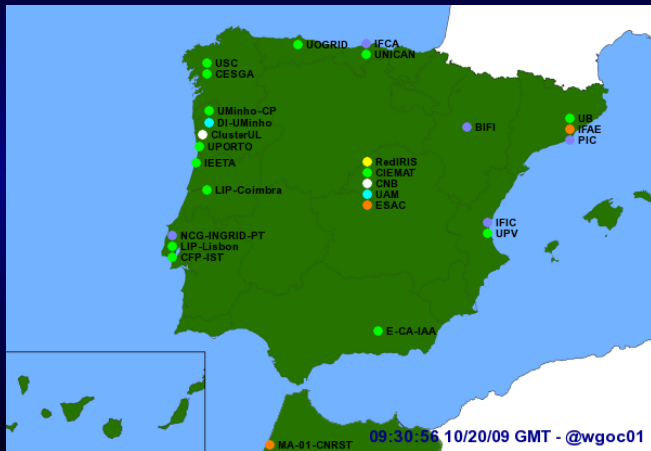 UOGRID
IFCA
UNICAN
USC
CESGA
UMinho-CP
DI-UMinho
ClusterUL
UPORTO
IEETA
LIP-Coimbra
BIFI
UB
IFAE
PIC
RedIRIS
CIEMAT
CNB
UAM
ESAC
IFIC
UPV
NCG-INGRID-PT
LIP-Lisbon
CFP-IST
E-CA-IAA
MA-01-CNRST
09:30:56 10/20/09 GMT - @wgoc01